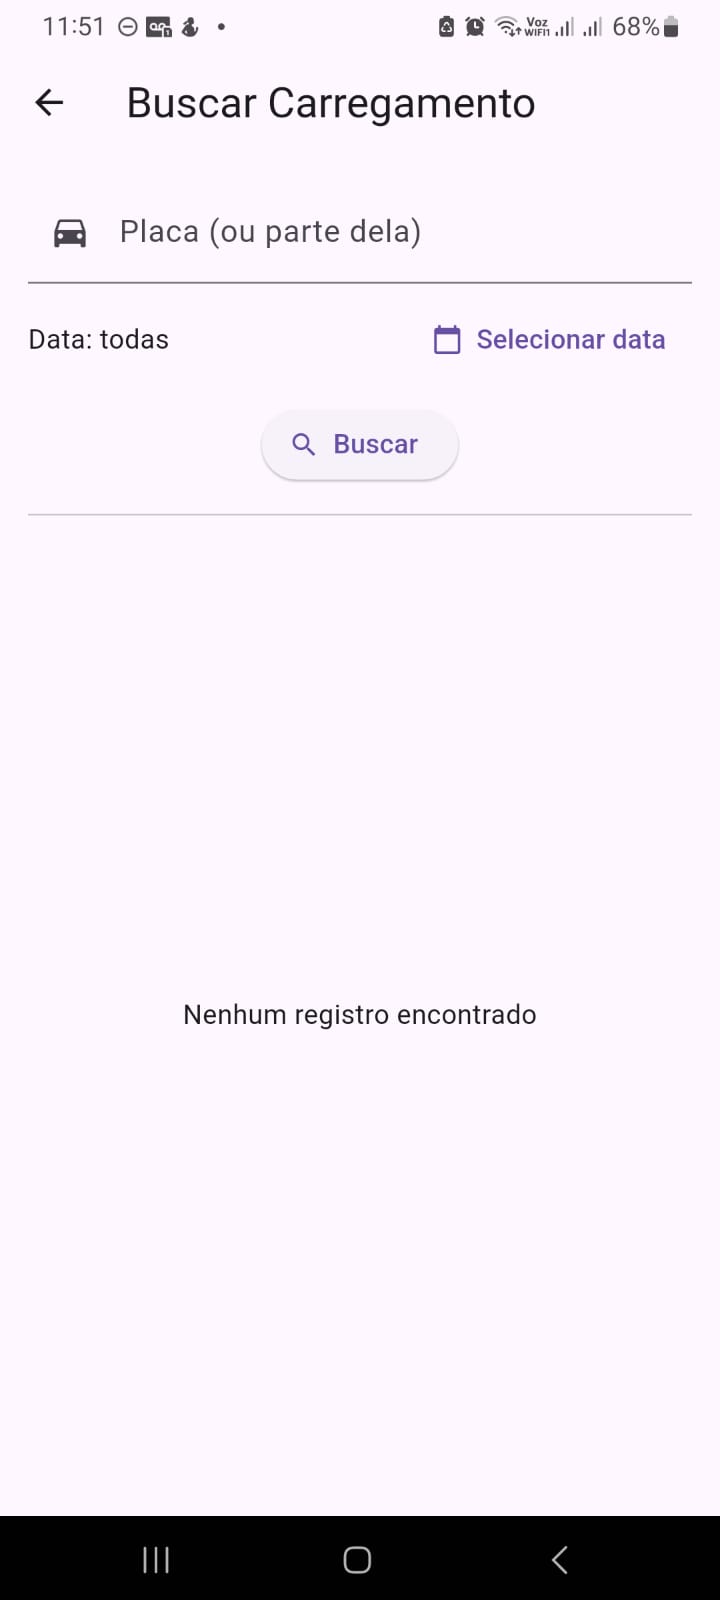 11:51 Voz WIFI1 68%
Buscar Carregamento
Placa (ou parte dela)
Data: todas Selecionar data
Buscar
Nenhum registro encontrado